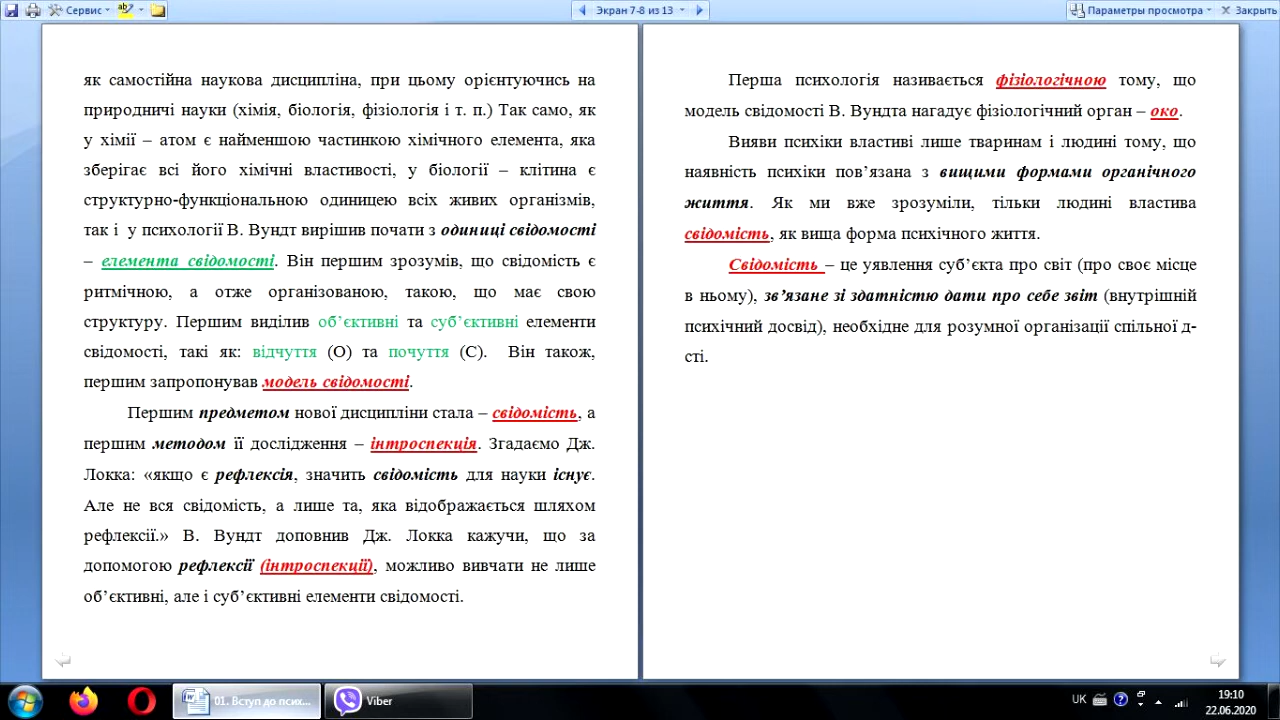 Сервис
Экран 7-8 из 13
Параметры просмотра
Закрыть
як самостійна наукова дисципліна, при цьому орієнтуючись на
природничі науки (хімія, біологія, фізіологія і т. п.) Так само, як
у хімії – атом є найменшою частинкою хімічного елемента, яка
зберігає всі його хімічні властивості, у біології – клітина є
структурно-функціональною одиницею всіх живих організмів,
так і у психології В. Вундт вирішив почати з одиниці свідомості
– елемента свідомості. Він першим зрозумів, що свідомість є
ритмічною, а отже організованою, такою, що має свою
структуру. Першим виділив об’єктивні та суб’єктивні елементи
свідомості, такі як: відчуття (О) та почуття (С). Він також,
першим запропонував модель свідомості.
Першим предметом нової дисципліни стала – свідомість, а
першим методом її дослідження – інтроспекція. Згадаємо Дж.
Локка: «якщо є рефлексія, значить свідомість для науки існує.
Але не вся свідомість, а лише та, яка відображається шляхом
рефлексії.» В. Вундт доповнив Дж. Локка кажучи, що за
допомогою рефлексії (інтроспекції), можливо вивчати не лише
об’єктивні, але і суб’єктивні елементи свідомості.
Перша психологія називається фізіологічною тому, що
модель свідомості В. Вундта нагадує фізіологічний орган – око.
Вияви психіки властиві лише тваринам і людині тому, що
наявність психіки пов’язана з вищими формами органічного
життя. Як ми вже зрозуміли, тільки людині властива
свідомість, як вища форма психічного життя.
Свідомість – це уявлення суб’єкта про світ (про своє місце
в ньому), зв’язане зі здатністю дати про себе звіт (внутрішній
психічний досвід), необхідне для розумної організації спільної д-
сті.
01. Вступ до псих...
Viber
UK
19:10
22.06.2020